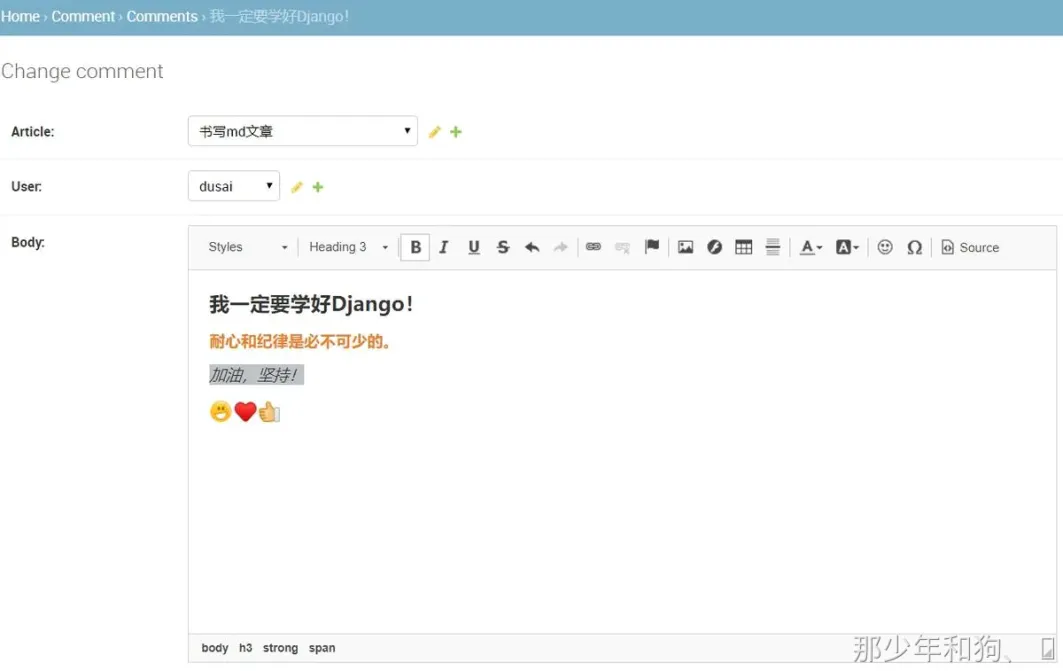 Home › Comment › Comments › 我一定要学好Django！
Change comment
Article:
书写md文章
User:
dusai
Body:
Styles Heading 3 B I U S A A Ω Source
我一定要学好Django！
耐心和纪律是必不可少的。
加油，坚持！
body h3 strong span
那少年和狗、